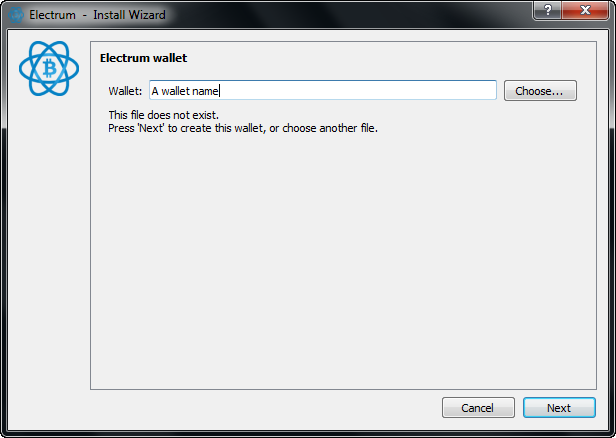 Electrum - Install Wizard
Electrum wallet
Wallet: A wallet name Choose...
This file does not exist.
Press 'Next' to create this wallet, or choose another file.
Cancel Next